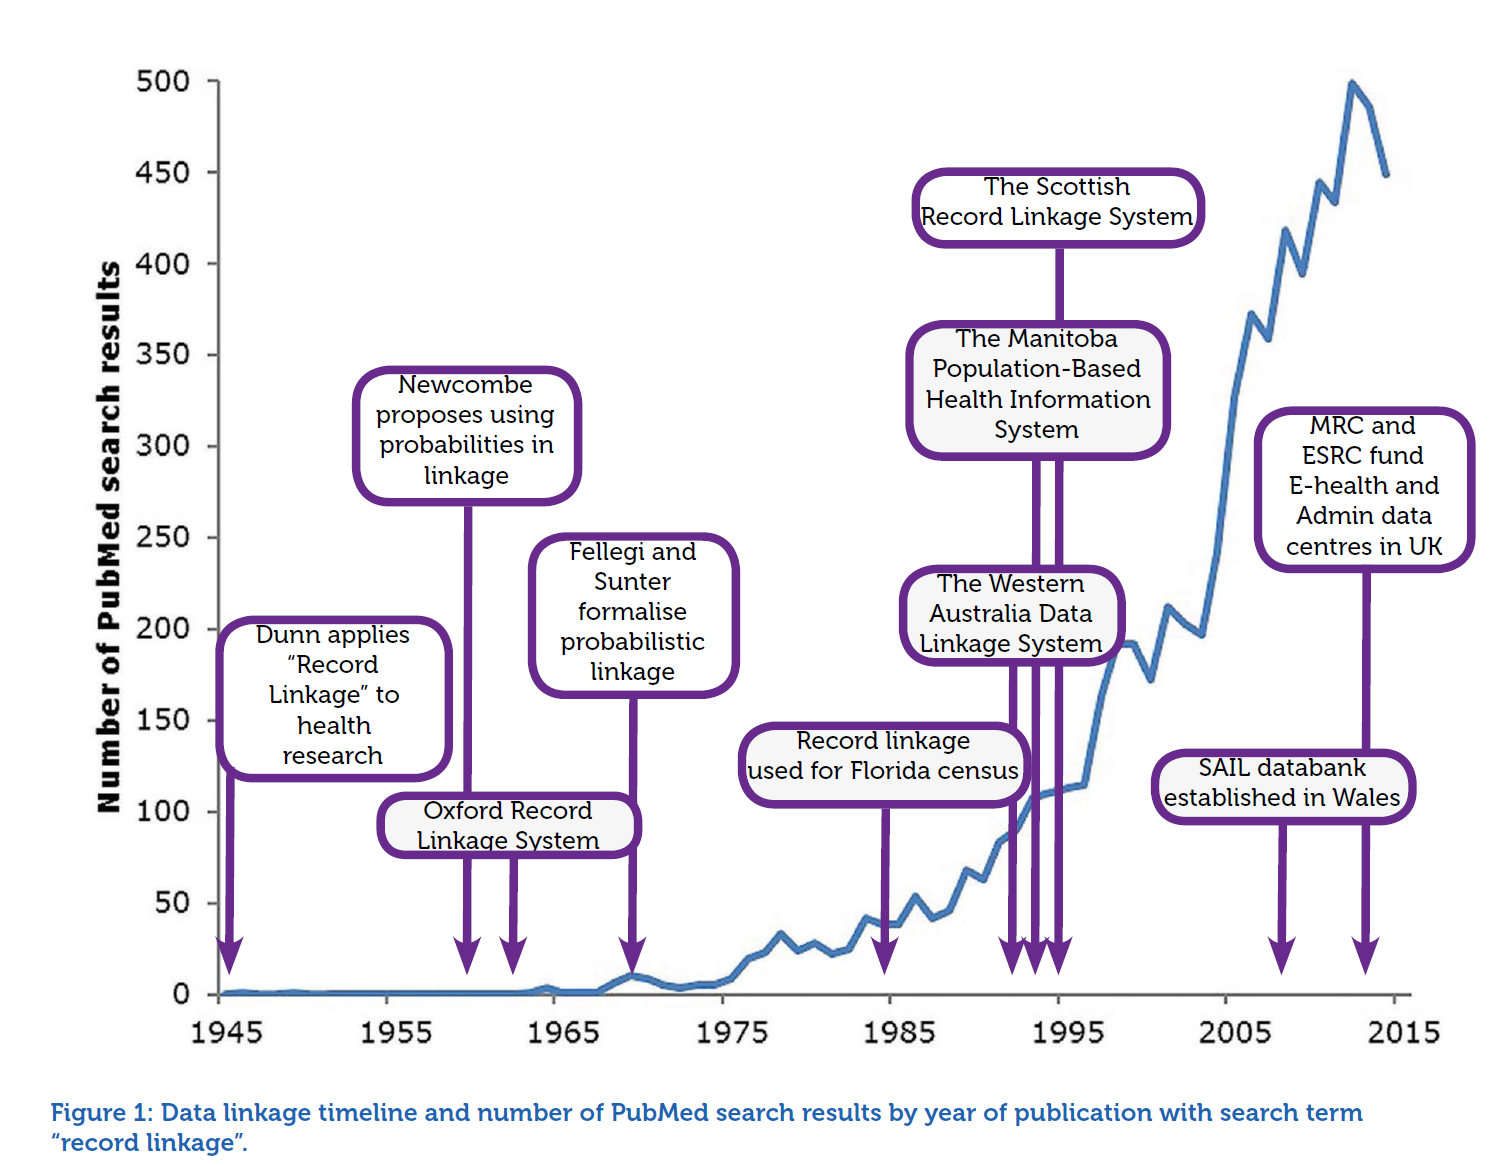 500
450
400
350
300
250
200
150
100
50
0
Number of PubMed search results
1945
1955
1965
1975
1985
1995
2005
2015
Dunn applies
“Record
Linkage” to
health
research
Newcombe
proposes using
probabilities in
linkage
Oxford Record
Linkage System
Fellegi and
Sunter
formalise
probabilistic
linkage
Record linkage
used for Florida census
The Scottish
Record Linkage System
The Manitoba
Population-Based
Health Information
System
The Western
Australia Data
Linkage System
MRC and
ESRC fund
E-health and
Admin data
centres in UK
SAIL databank
established in Wales
Figure 1: Data linkage timeline and number of PubMed search results by year of publication with search term
“record linkage”.